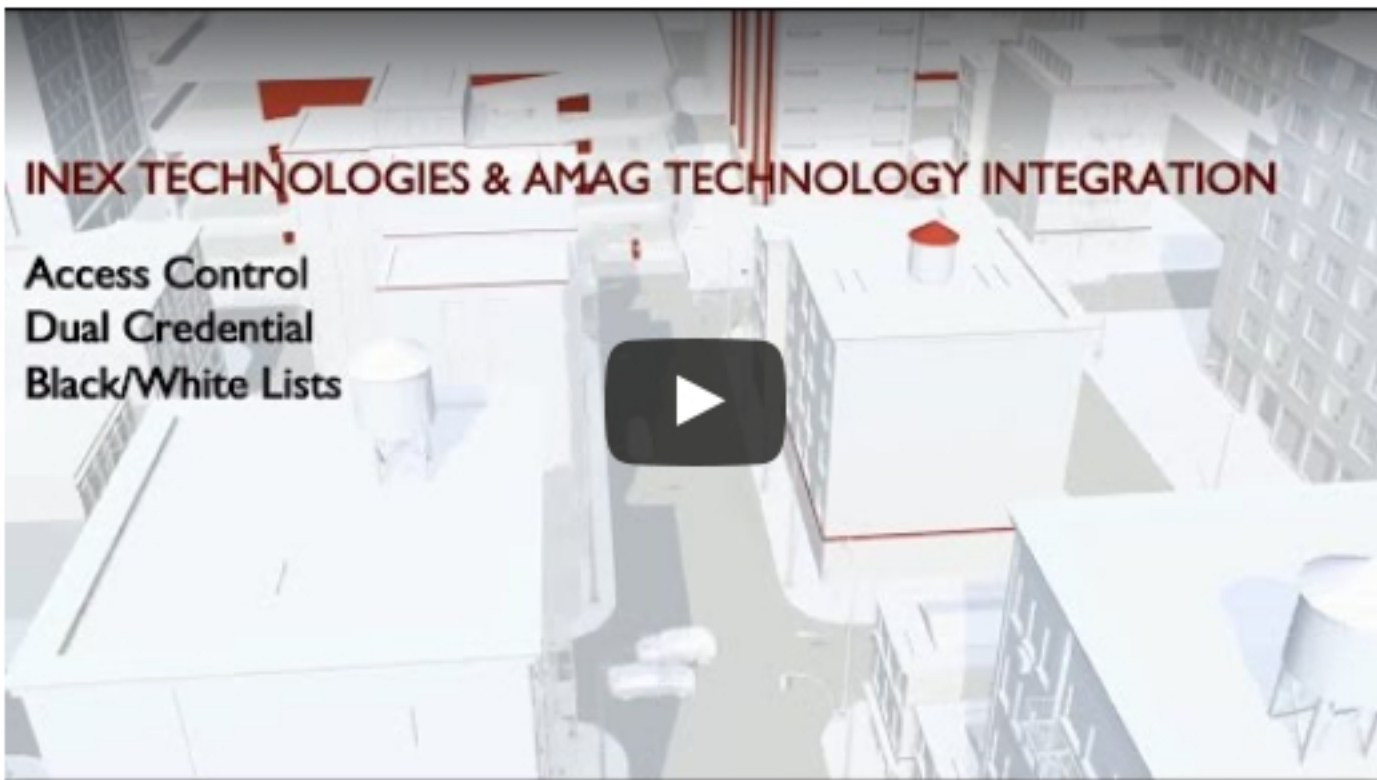 INEX TECHNOLOGIES & AMAG TECHNOLOGY INTEGRATION
Access Control
Dual Credential
Black/White Lists